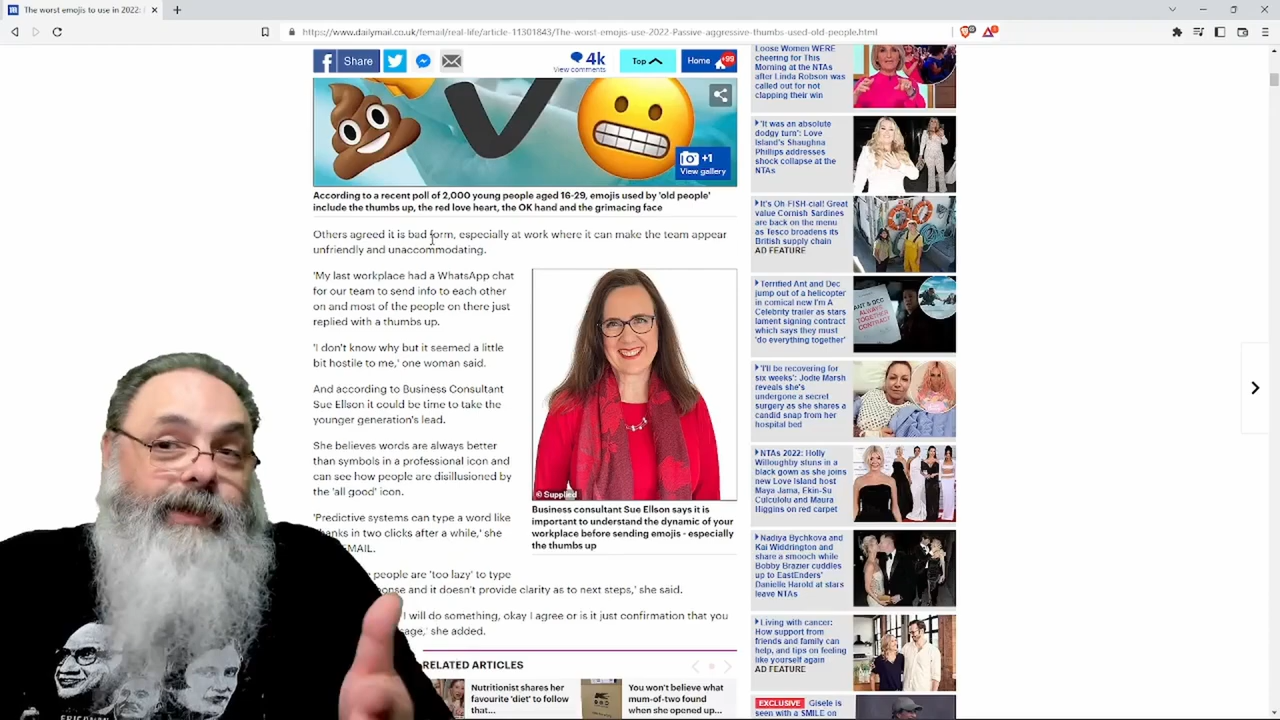 The worst emojis to use in 2022:
https://www.dailymail.co.uk/femail/real-life/article-11301843/The-worst-emojis-use-2022-Passive-aggressive-thumbs-used-old-people.html
Share
4k
View comments
Top
Home
+99
+1
View gallery
According to a recent poll of 2,000 young people aged 16-29, emojis used by 'old people'
include the thumbs up, the red love heart, the OK hand and the grimacing face
Others agreed it is bad form, especially at work where it can make the team appear
unfriendly and unaccommodating.
'My last workplace had a WhatsApp chat
for our team to send info to each other
on and most of the people on there just
replied with a thumbs up.
'I don't know why but it seemed a little
bit hostile to me,' one woman said.
And according to Business Consultant
Sue Ellson it could be time to take the
younger generation's lead.
She believes words are always better
than symbols in a professional icon and
can see how people are disillusioned by
the 'all good' icon.
'Predictive systems can type a word like
thanks in two clicks after a while,' she
EMAIL.
© Supplied
Business consultant Sue Ellson says it is
important to understand the dynamic of your
workplace before sending emojis - especially
the thumbs up
people are 'too lazy' to type
onse and it doesn't provide clarity as to next steps,' she said.
I will do something, okay I agree or is it just confirmation that you
age,' she added.
RELATED ARTICLES
Nutritionist shares her
favourite 'diet' to follow
that...
You won't believe what
mum-of-two found
when she opened up...
Loose Women WERE
cheering for This
Morning at the NTAs
after Linda Robson was
called out for not
clapping their win
'It was an absolute
dodgy turn': Love
Island's Shaughna
Phillips addresses
shock collapse at the
NTAs
It's Oh FISH-cial! Great
value Cornish Sardines
are back on the menu
as Tesco broadens its
British supply chain
AD FEATURE
Terrified Ant and Dec
jump out of a helicopter
in comical new I'm A
Celebrity trailer as stars
lament signing contract
which says they must
'do everything together'
ANT & DEC
ALWAYS
TOGETHER
CONTRACT
'I'll be recovering for
six weeks': Jodie Marsh
reveals she's
undergone a secret
surgery as she shares a
candid snap from her
hospital bed
NTAs 2022: Holly
Willoughby stuns in a
black gown as she joins
new Love Island host
Maya Jama, Ekin-Su
Cülcüloğlu and Maura
Higgins on red carpet
Nadiya Bychkova and
Kai Widdrington and
share a smooch while
Bobby Brazier cuddles
up to EastEnders'
Danielle Harold at stars
leave NTAs
Living with cancer:
How support from
friends and family can
help, and tips on feeling
like yourself again
AD FEATURE
EXCLUSIVE Gisele is
seen with a SMILE on
FRIEDMAN